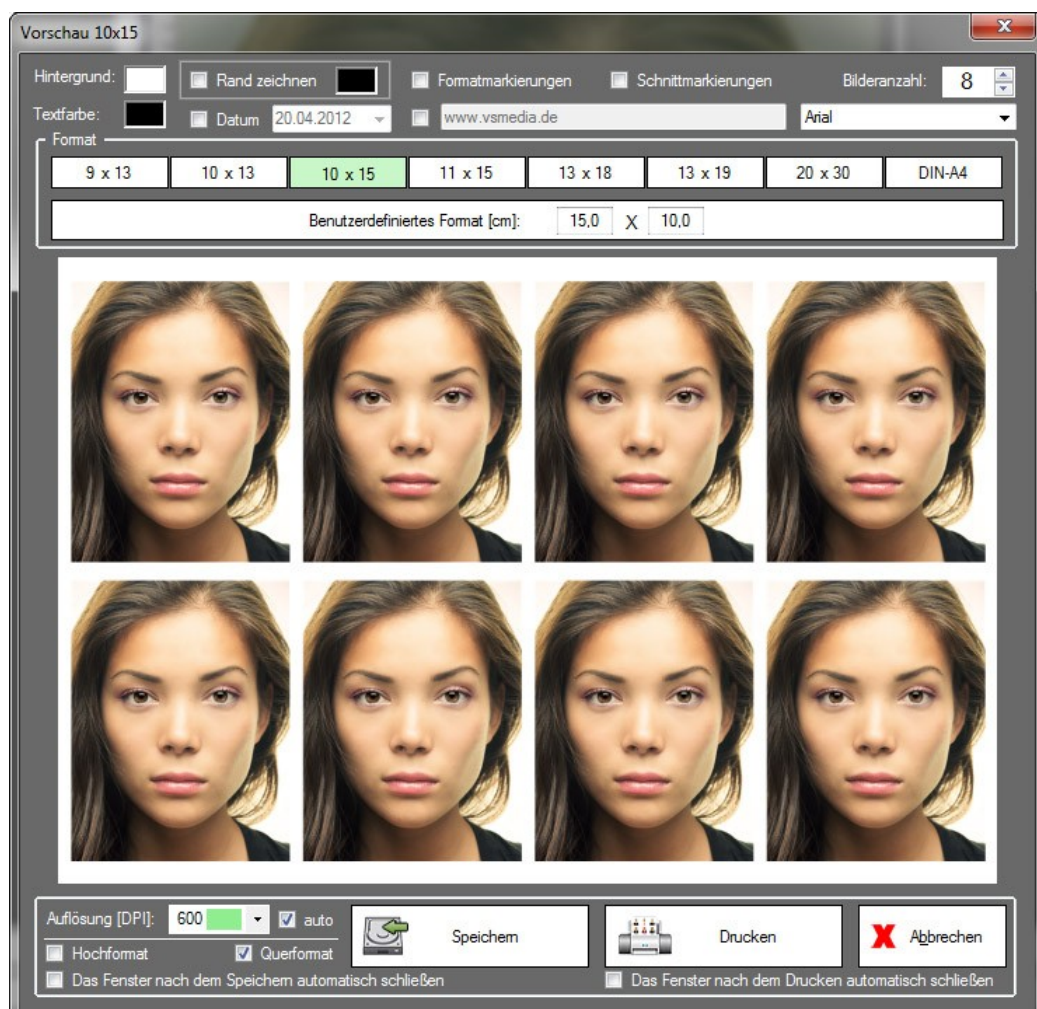 Vorschau 10x15
Hintergrund: Rand zeichnen Formatmarkierungen Schnittmarkierungen Bilderanzahl: 8
Textfarbe: Datum 20.04.2012 www.vsmedia.de Arial
Format
9 x 13 10 x 13 10 x 15 11 x 15 13 x 18 13 x 19 20 x 30 DIN-A4
Benutzerdefiniertes Format [cm]: 15,0 X 10,0
Auflösung [DPI]: 600 auto Speichern Drucken X Abbrechen
Hochformat Querformat
Das Fenster nach dem Speichern automatisch schließen Das Fenster nach dem Drucken automatisch schließen